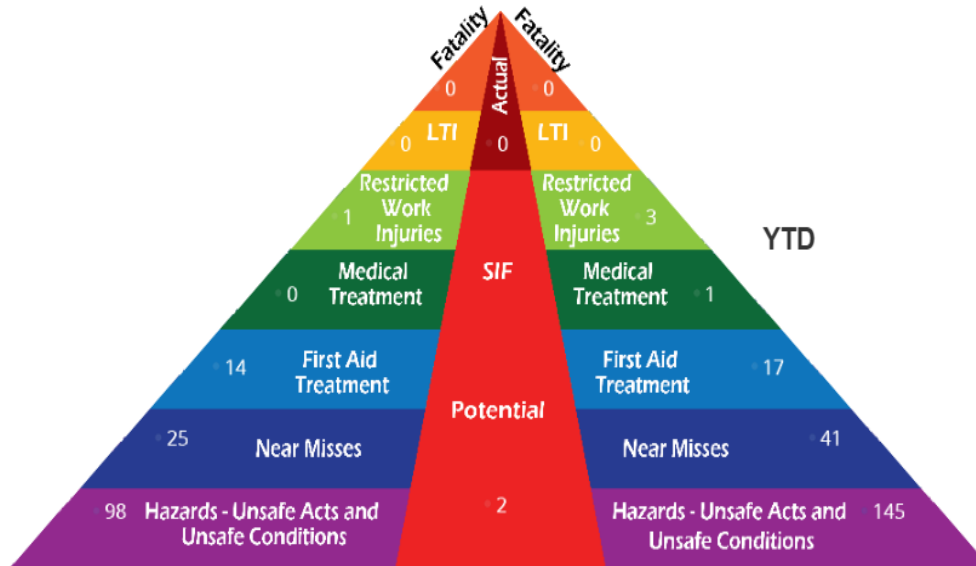 Fatality
Fatality
0
Actual
0
0
LTI
0
LTI
0
1
Restricted
Work
Injuries
Restricted
Work
Injuries
3
YTD
0
Medical
Treatment
SIF
Medical
Treatment
1
14
First Aid
Treatment
First Aid
Treatment
17
Potential
25
Near Misses
Near Misses
41
98
Hazards - Unsafe Acts and
Unsafe Conditions
2
Hazards - Unsafe Acts and
Unsafe Conditions
145